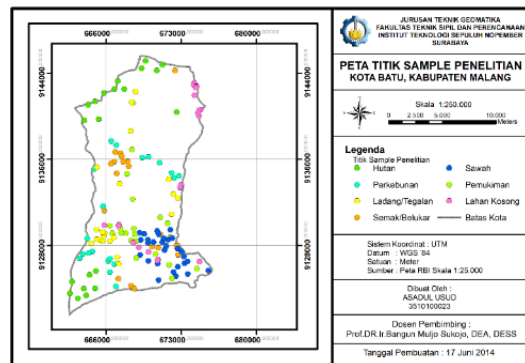 666000 673000 680000
9144000 9144000
9136000 9136000
9128000 9128000
666000 673000 680000
JURUSAN TEKNIK GEOMATIKA
FAKULTAS TEKNIK SIPIL DAN PERENCANAAN
INSTITUT TEKNOLOGI SEPULUH NOPEMBER
SURABAYA
PETA TITIK SAMPLE PENELITIAN
KOTA BATU, KABUPATEN MALANG
Skala 1:250.000
0 2.500 5.000 10.000
Meters
Legenda
Titik Sample Penelitian
Hutan Sawah
Perkebunan Pemukiman
Ladang/Tegalan Lahan Kosong
Semak/Belukar Batas Kota
Sistem Koordinat : UTM
Datum : WGS '84
Satuan : Meter
Sumber : Peta RBI Skala 1:25.000
Dibuat Oleh :
ASADUL USUD
3510100023
Dosen Pembimbing :
Prof.DR.Ir.Bangun Muljo Sukojo, DEA, DESS
Tanggal Pembuatan : 17 Juni 2014